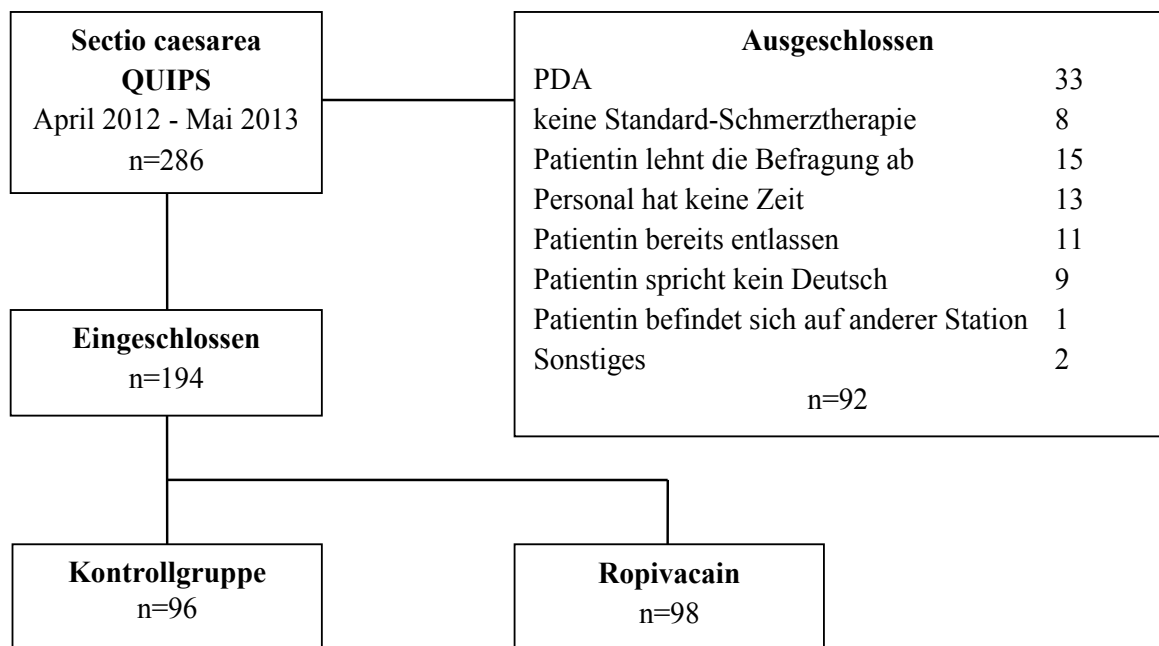 Sectio caesarea
QUIPS
April 2012 - Mai 2013
n=286
Ausgeschlossen
PDA 33
keine Standard-Schmerztherapie 8
Patientin lehnt die Befragung ab 15
Personal hat keine Zeit 13
Patientin bereits entlassen 11
Patientin spricht kein Deutsch 9
Patientin befindet sich auf anderer Station 1
Sonstiges 2
n=92
Eingeschlossen
n=194
Kontrollgruppe
n=96
Ropivacain
n=98